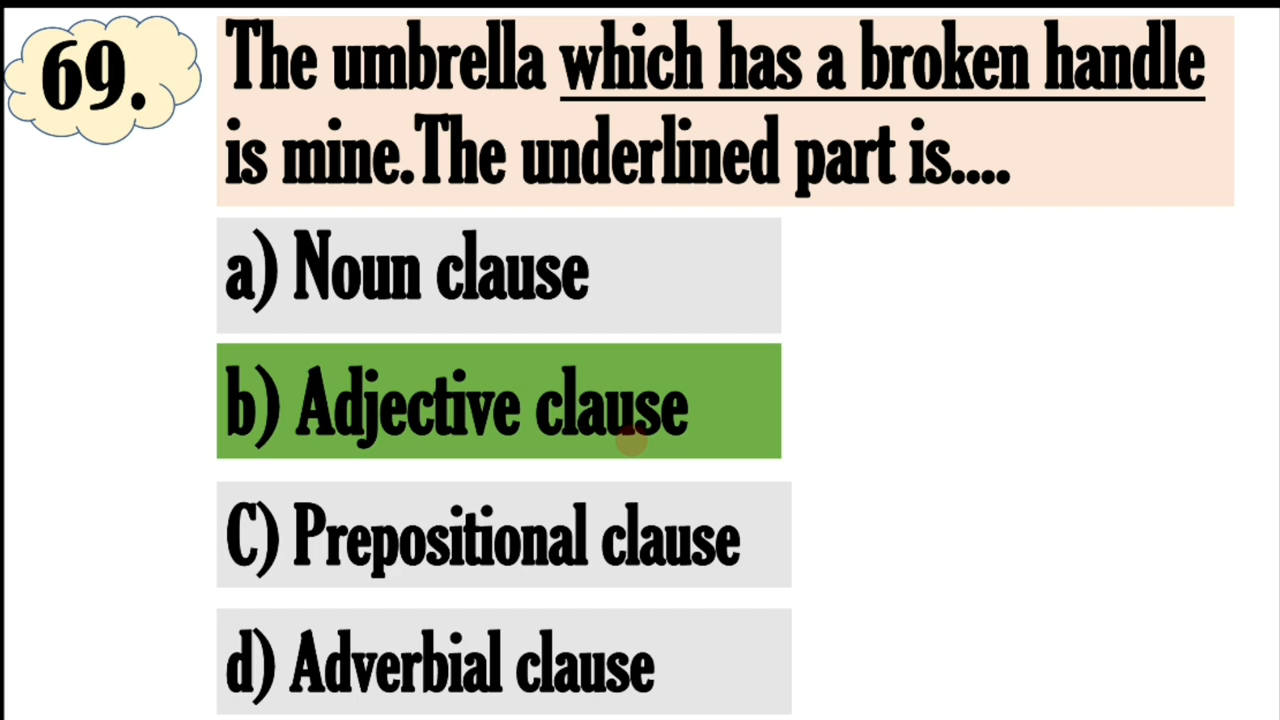 69.
The umbrella which has a broken handle
is mine.The underlined part is....
a) Noun clause
b) Adjective clause
C) Prepositional clause
d) Adverbial clause